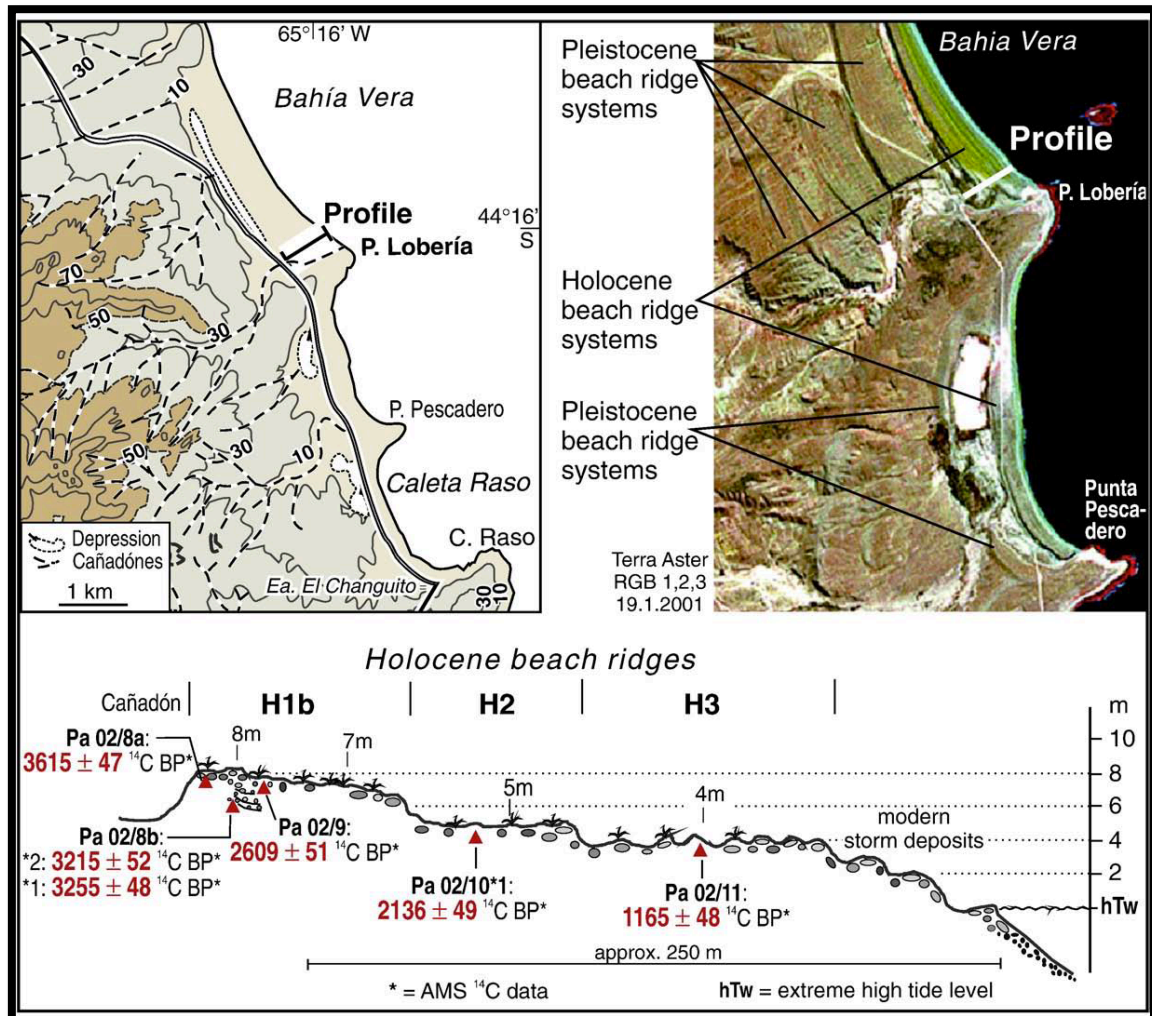 65° 16' W
30
10
Bahía Vera
Profile
44°16'
S
P. Lobería
70
50
30
P. Pescadero
50
30
10
Caleta Raso
Depression
Cañadónes
C. Raso
1 km
Ea. El Changuito
30
10
Pleistocene
beach ridge
systems
Bahia Vera
Profile
P. Lobería
Holocene
beach ridge
systems
Pleistocene
beach ridge
systems
Punta
Pesca-
dero
Terra Aster
RGB 1,2,3
19.1.2001
Holocene beach ridges
Cañadón
H1b
H2
H3
m
Pa 02/8a:
3615 ± 47 ¹⁴C BP*
8m
7m
10
8
5m
4m
6
modern
storm deposits
4
2
hTw
Pa 02/8b:
*2: 3215 ± 52 ¹⁴C BP*
*1: 3255 ± 48 ¹⁴C BP*
Pa 02/9:
2609 ± 51 ¹⁴C BP*
Pa 02/10*1:
2136 ± 49 ¹⁴C BP*
Pa 02/11:
1165 ± 48 ¹⁴C BP*
approx. 250 m
* = AMS ¹⁴C data
hTw = extreme high tide level